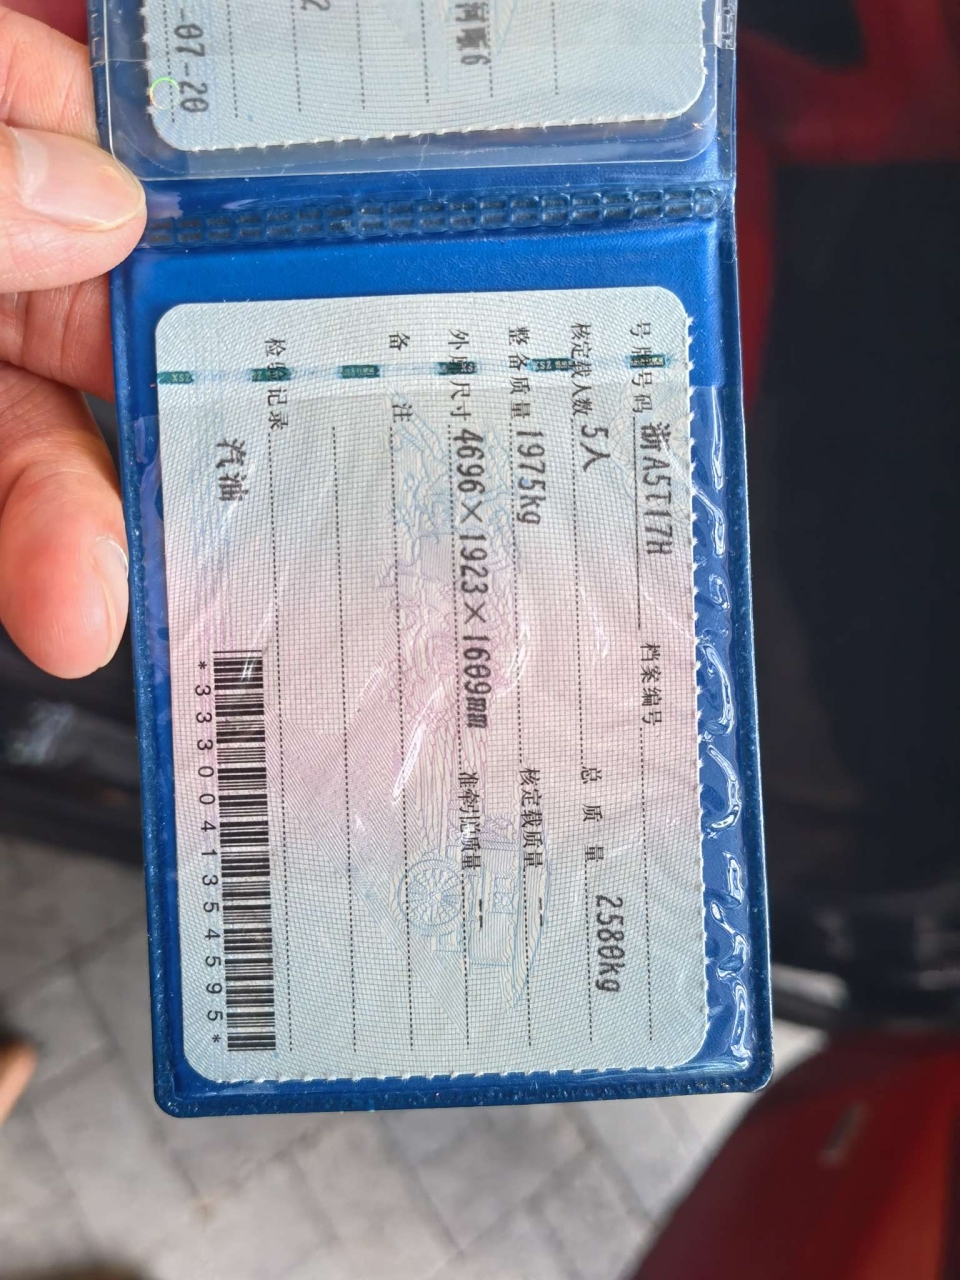 -07-20
号牌号码 浙A5T17H 档案编号
核定载人数 5人 总质量 2580kg
整备质量 1975kg 核定载质量 --
外廓尺寸 4696×1923×1609mm 准牵引总质量 --
备注
检验记录
汽油
*3330041354595*